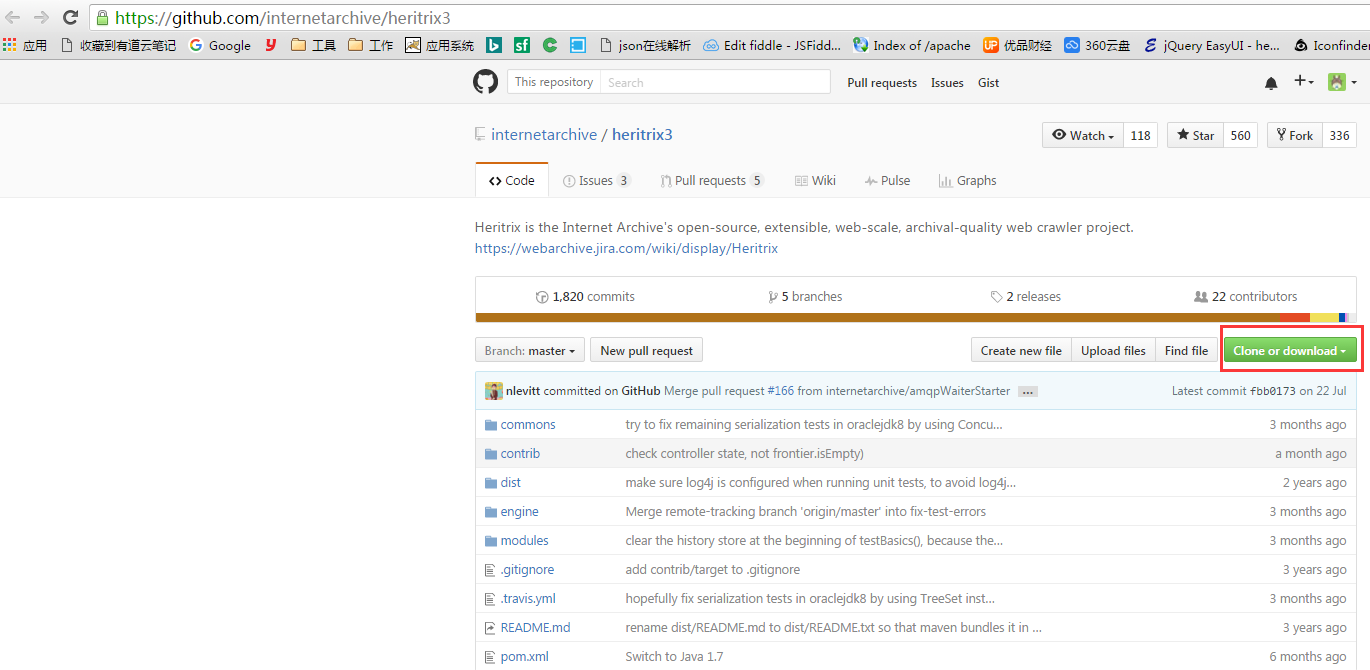 https://github.com/internetarchive/heritrix3
应用 收藏到有道云笔记 Google 工具 工作 应用系统 json在线解析 Edit fiddle - JSFidd... Index of /apache UP 优品财经 360云盘 jQuery EasyUI - he... Iconfinder
This repository Search Pull requests Issues Gist
internetarchive / heritrix3 Watch 118 Star 560 Fork 336
Code Issues 3 Pull requests 5 Wiki Pulse Graphs
Heritrix is the Internet Archive's open-source, extensible, web-scale, archival-quality web crawler project.
https://webarchive.jira.com/wiki/display/Heritrix
1,820 commits 5 branches 2 releases 22 contributors
Branch: master New pull request Create new file Upload files Find file Clone or download
nlevitt committed on GitHub Merge pull request #166 from internetarchive/amqpWaiterStarter ... Latest commit fbb0173 on 22 Jul
commons try to fix remaining serialization tests in oraclejdk8 by using Concu... 3 months ago
contrib check controller state, not frontier.isEmpty) a month ago
dist make sure log4j is configured when running unit tests, to avoid log4j... 2 years ago
engine Merge remote-tracking branch 'origin/master' into fix-test-errors 3 months ago
modules clear the history store at the beginning of testBasics(), because the... 3 months ago
.gitignore add contrib/target to .gitignore 3 years ago
.travis.yml hopefully fix serialization tests in oraclejdk8 by using TreeSet inst... 3 months ago
README.md rename dist/README.md to dist/README.txt so that maven bundles it in ... 3 years ago
pom.xml Switch to Java 1.7 6 months ago